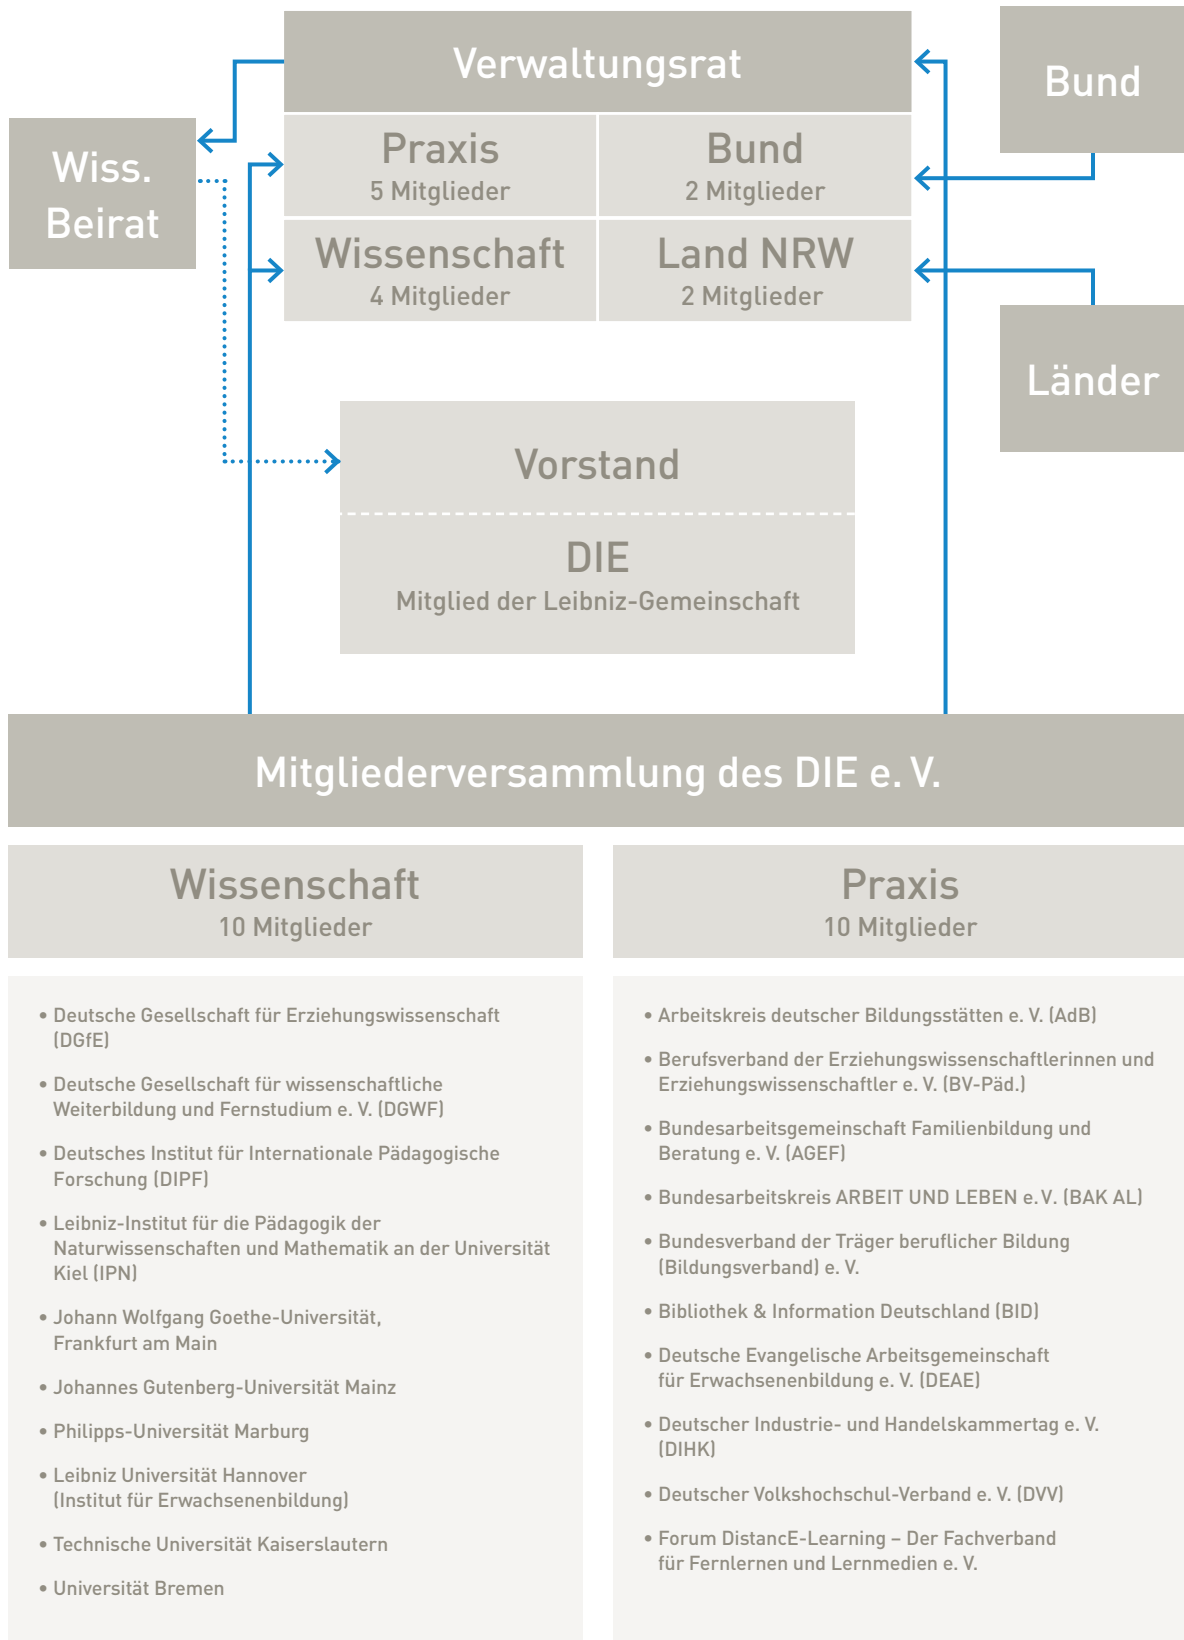 Verwaltungsrat
Bund
Wiss.
Beirat
Praxis
5 Mitglieder
Bund
2 Mitglieder
Wissenschaft
4 Mitglieder
Land NRW
2 Mitglieder
Länder
Vorstand
DIE
Mitglied der Leibniz-Gemeinschaft
Mitgliederversammlung des DIE e. V.
Wissenschaft
10 Mitglieder
• Deutsche Gesellschaft für Erziehungswissenschaft
(DGfE)
• Deutsche Gesellschaft für wissenschaftliche
Weiterbildung und Fernstudium e. V. (DGWF)
• Deutsches Institut für Internationale Pädagogische
Forschung (DIPF)
• Leibniz-Institut für die Pädagogik der
Naturwissenschaften und Mathematik an der Universität
Kiel (IPN)
• Johann Wolfgang Goethe-Universität,
Frankfurt am Main
• Johannes Gutenberg-Universität Mainz
• Philipps-Universität Marburg
• Leibniz Universität Hannover
(Institut für Erwachsenenbildung)
• Technische Universität Kaiserslautern
• Universität Bremen
Praxis
10 Mitglieder
• Arbeitskreis deutscher Bildungsstätten e. V. (AdB)
• Berufsverband der Erziehungswissenschaftlerinnen und
Erziehungswissenschaftler e. V. (BV-Päd.)
• Bundesarbeitsgemeinschaft Familienbildung und
Beratung e. V. (AGEF)
• Bundesarbeitskreis ARBEIT UND LEBEN e. V. (BAK AL)
• Bundesverband der Träger beruflicher Bildung
(Bildungsverband) e. V.
• Bibliothek & Information Deutschland (BID)
• Deutsche Evangelische Arbeitsgemeinschaft
für Erwachsenenbildung e. V. (DEAE)
• Deutscher Industrie- und Handelskammertag e. V.
(DIHK)
• Deutscher Volkshochschul-Verband e. V. (DVV)
• Forum DistancE-Learning – Der Fachverband
für Fernlernen und Lernmedien e. V.